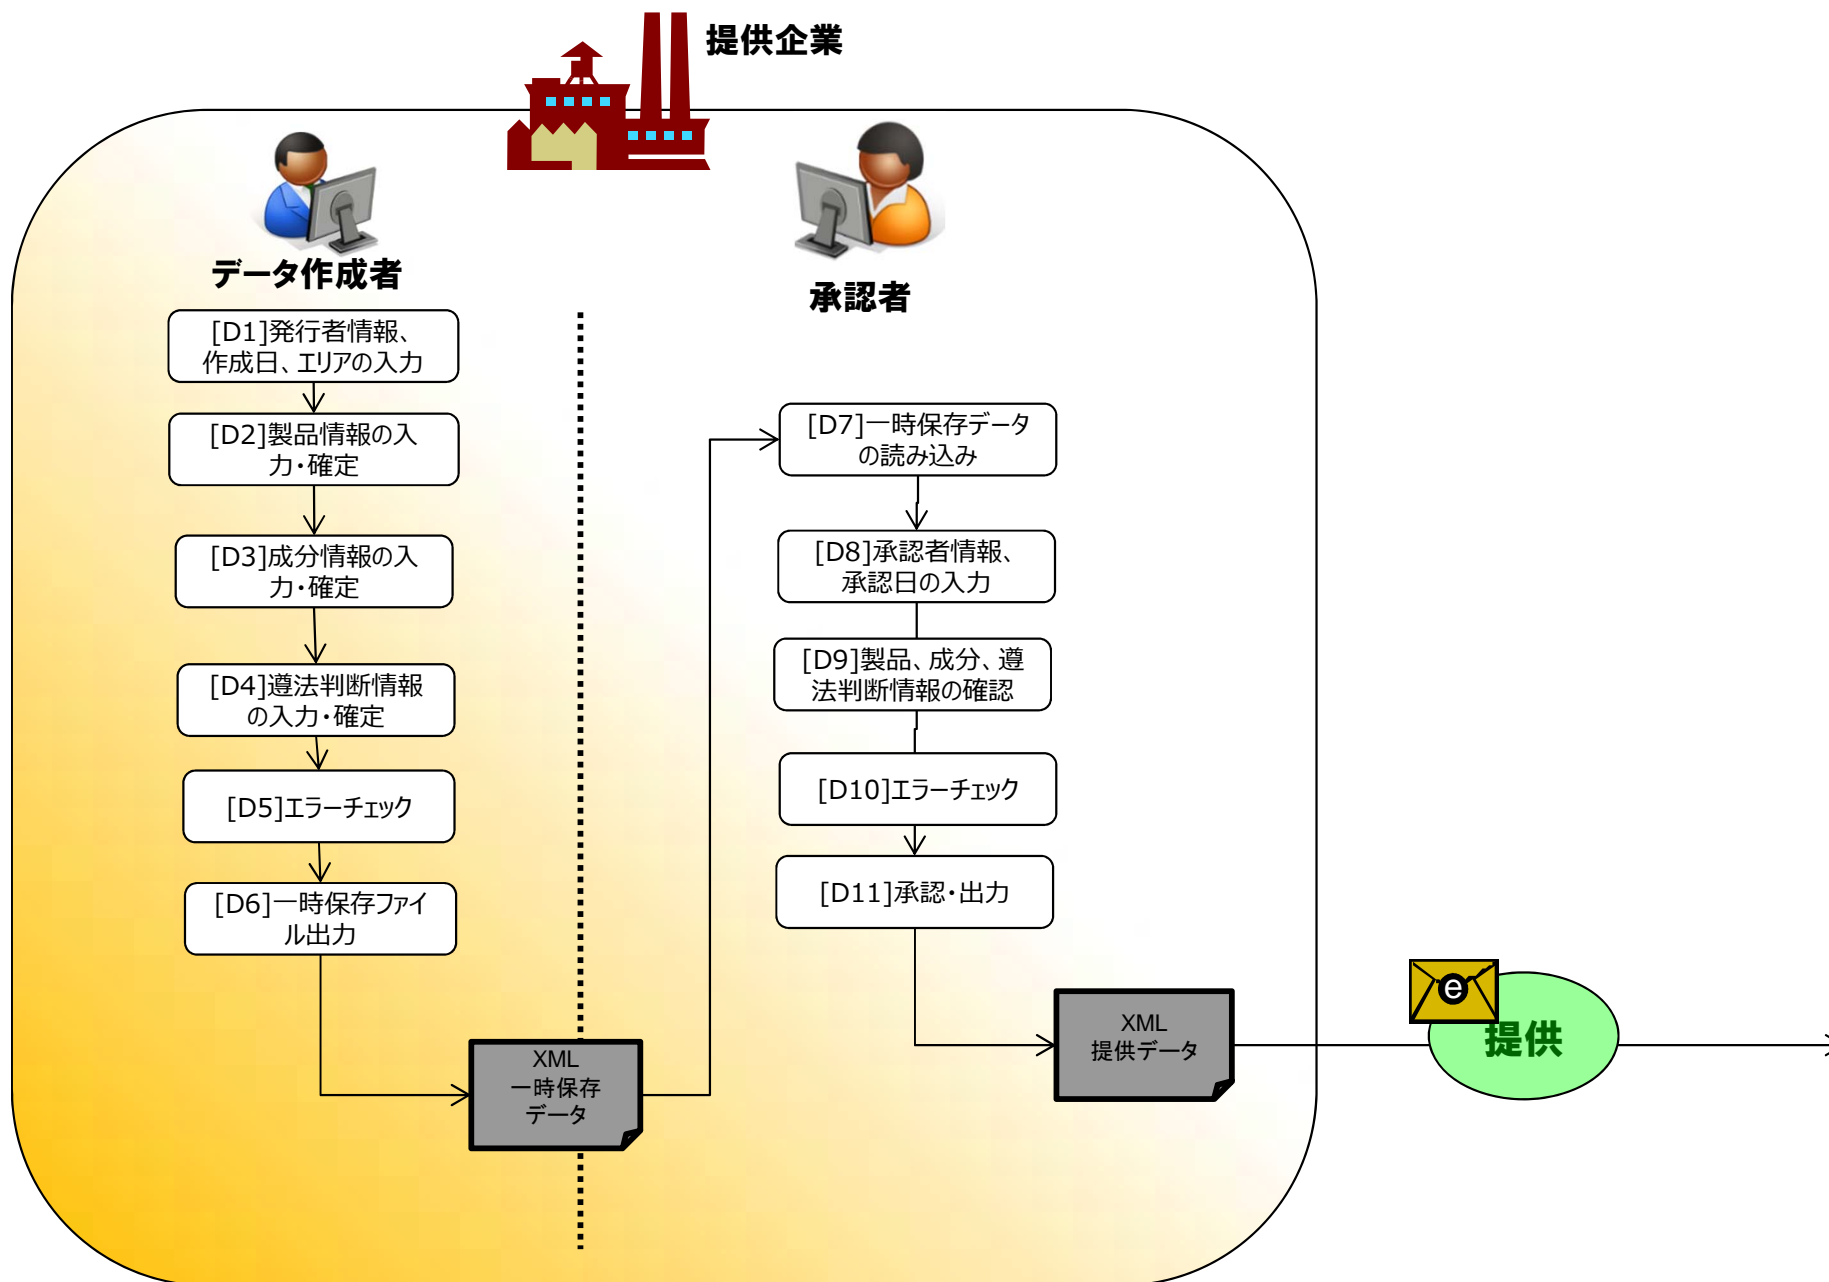 提供企業
データ作成者
[D1]発行者情報、
作成日、エリアの入力
[D2]製品情報の入
力・確定
[D3]成分情報の入
力・確定
[D4]遵法判断情報
の入力・確定
[D5]エラーチェック
[D6]一時保存ファイ
ル出力
XML
一時保存
データ
承認者
[D7]一時保存データ
の読み込み
[D8]承認者情報、
承認日の入力
[D9]製品、成分、遵
法判断情報の確認
[D10]エラーチェック
[D11]承認・出力
XML
提供データ
e
提供